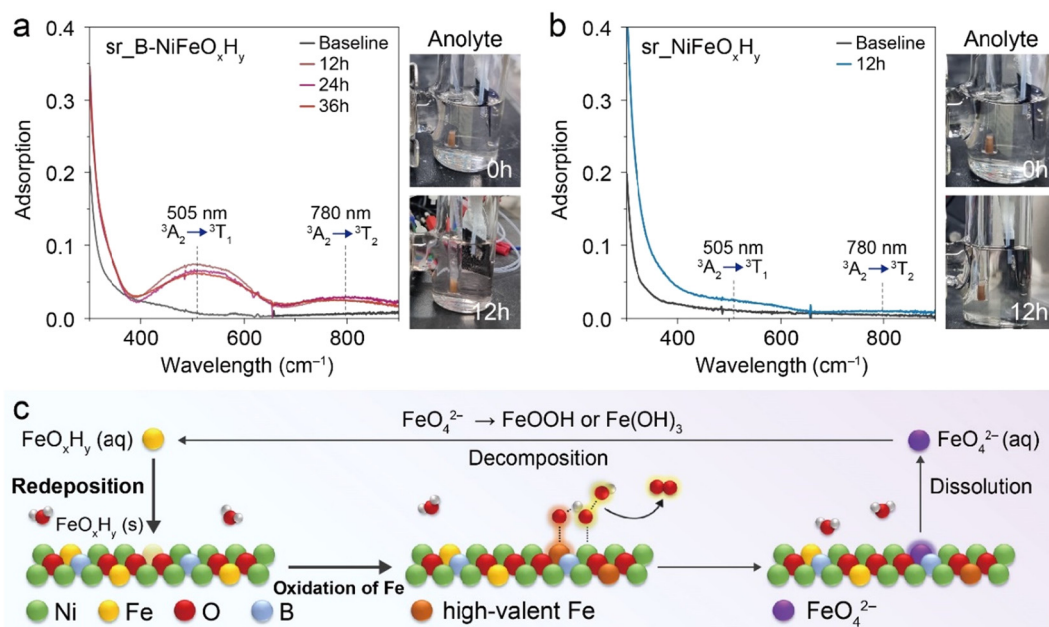 a
sr_B-NiFeOₓHᵧ
Baseline
12h
24h
36h
Anolyte
0h
12h
0.4
0.3
0.2
0.1
0.0
Adsorption
505 nm
³A₂ → ³T₁
780 nm
³A₂ → ³T₂
400 600 800
Wavelength (cm⁻¹)
b
sr_NiFeOₓHᵧ
Baseline
12h
Anolyte
0h
12h
0.4
0.3
0.2
0.1
0.0
Adsorption
505 nm
³A₂ → ³T₁
780 nm
³A₂ → ³T₂
400 600 800
Wavelength (cm⁻¹)
c
FeO₄²⁻ → FeOOH or Fe(OH)₃
FeOₓHᵧ (aq)
Decomposition
FeO₄²⁻ (aq)
Redeposition
Dissolution
FeOₓHᵧ (s)
Oxidation of Fe
Ni Fe O B high-valent Fe FeO₄²⁻